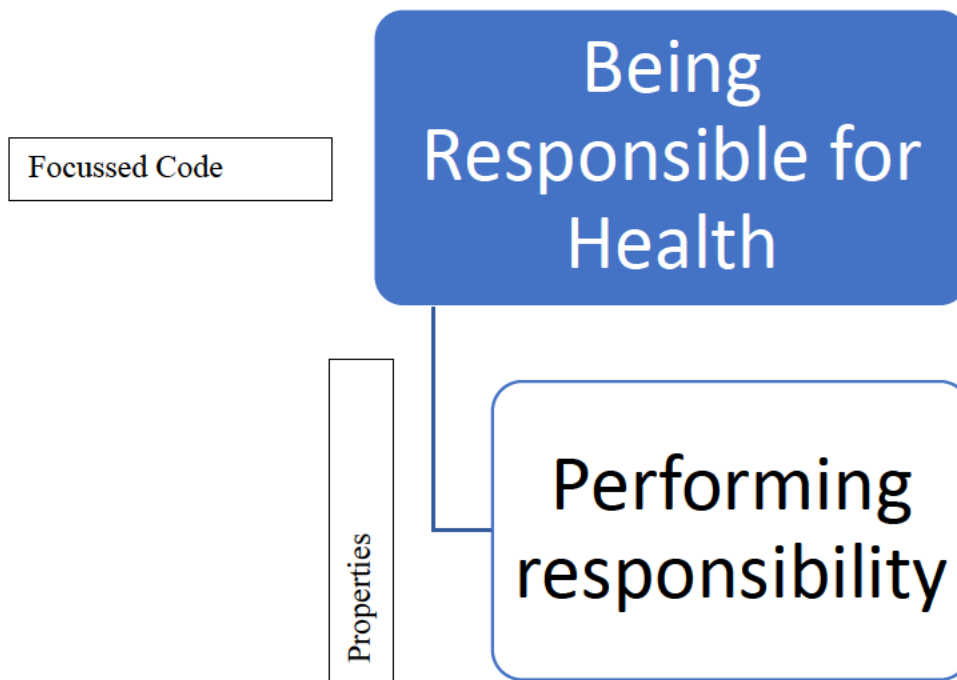 Being
Responsible for
Health
Focussed Code
Performing
responsibility
Properties